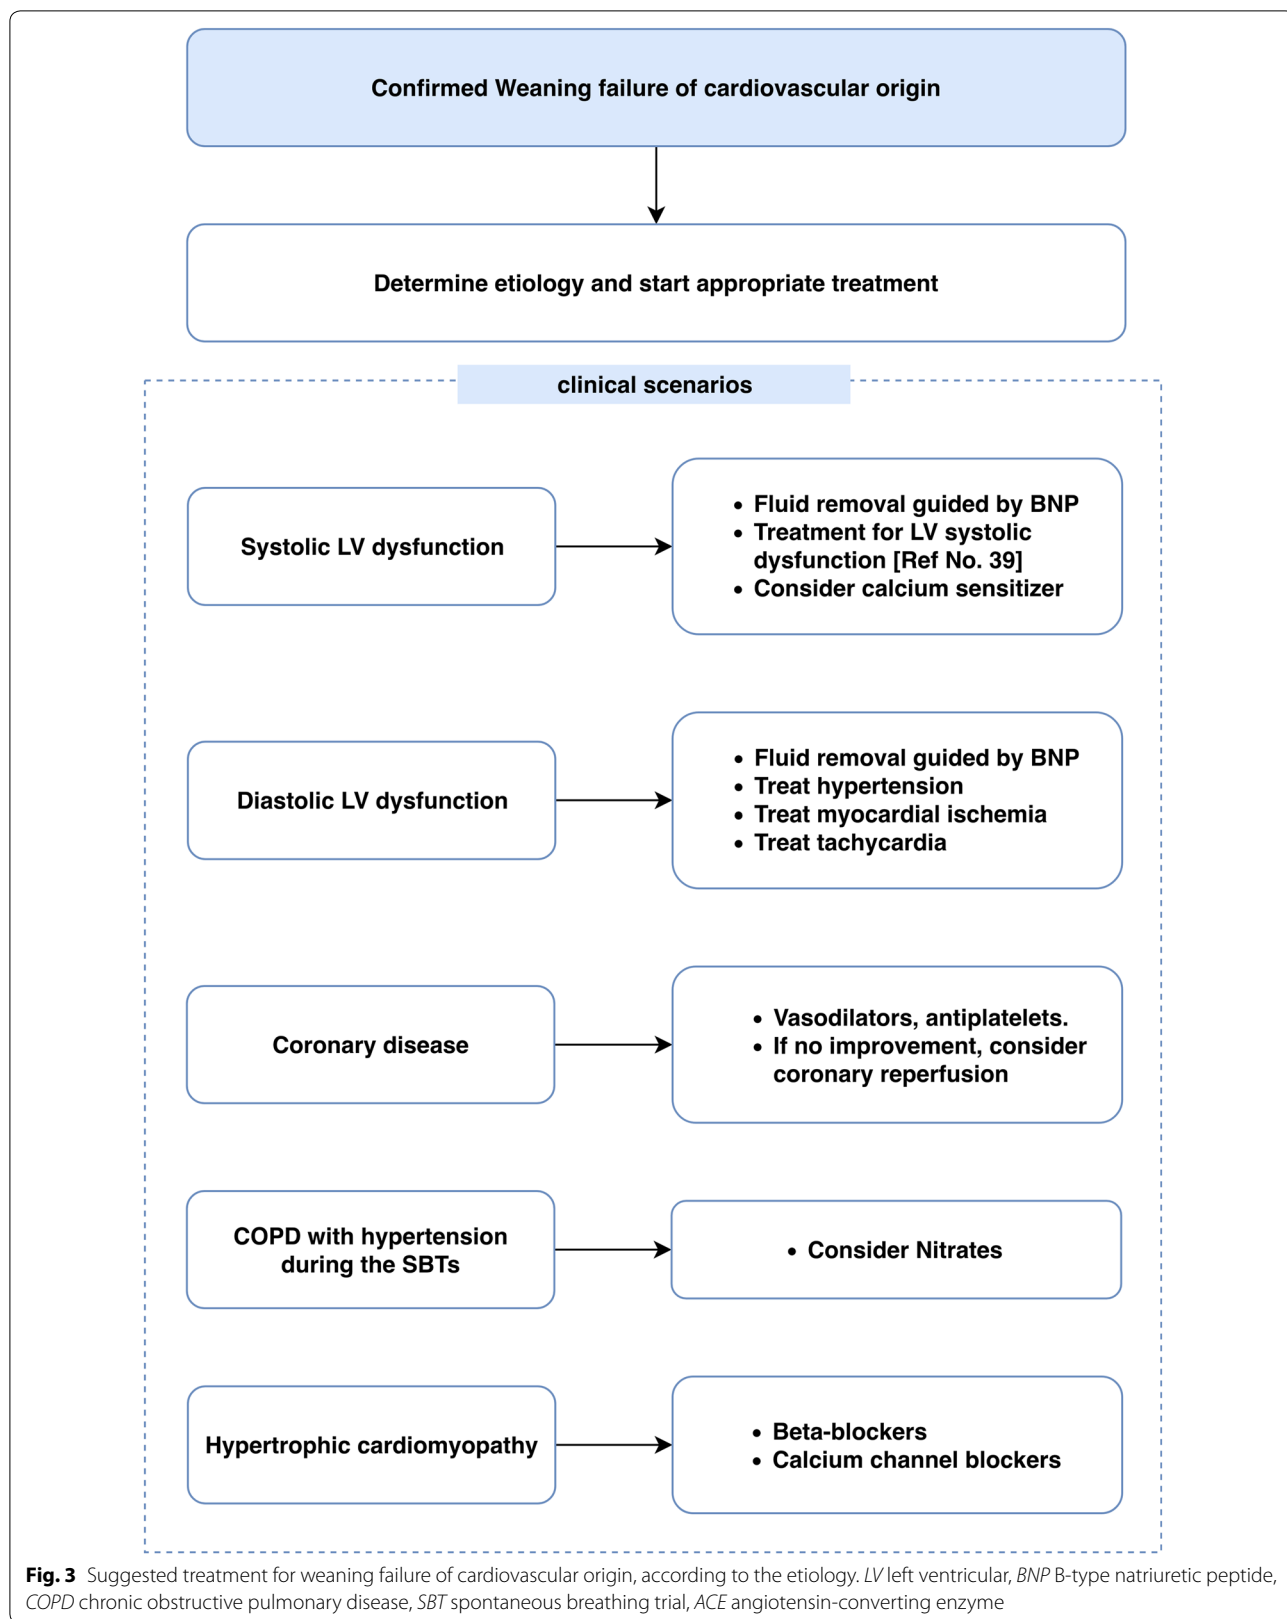 Confirmed Weaning failure of cardiovascular origin
Determine etiology and start appropriate treatment
clinical scenarios
Systolic LV dysfunction
• Fluid removal guided by BNP
• Treatment for LV systolic
dysfunction [Ref No. 39]
• Consider calcium sensitizer
Diastolic LV dysfunction
• Fluid removal guided by BNP
• Treat hypertension
• Treat myocardial ischemia
• Treat tachycardia
Coronary disease
• Vasodilators, antiplatelets.
• If no improvement, consider
coronary reperfusion
COPD with hypertension
during the SBTs
• Consider Nitrates
Hypertrophic cardiomyopathy
• Beta-blockers
• Calcium channel blockers
Fig. 3 Suggested treatment for weaning failure of cardiovascular origin, according to the etiology. LV left ventricular, BNP B-type natriuretic peptide,
COPD chronic obstructive pulmonary disease, SBT spontaneous breathing trial, ACE angiotensin-converting enzyme